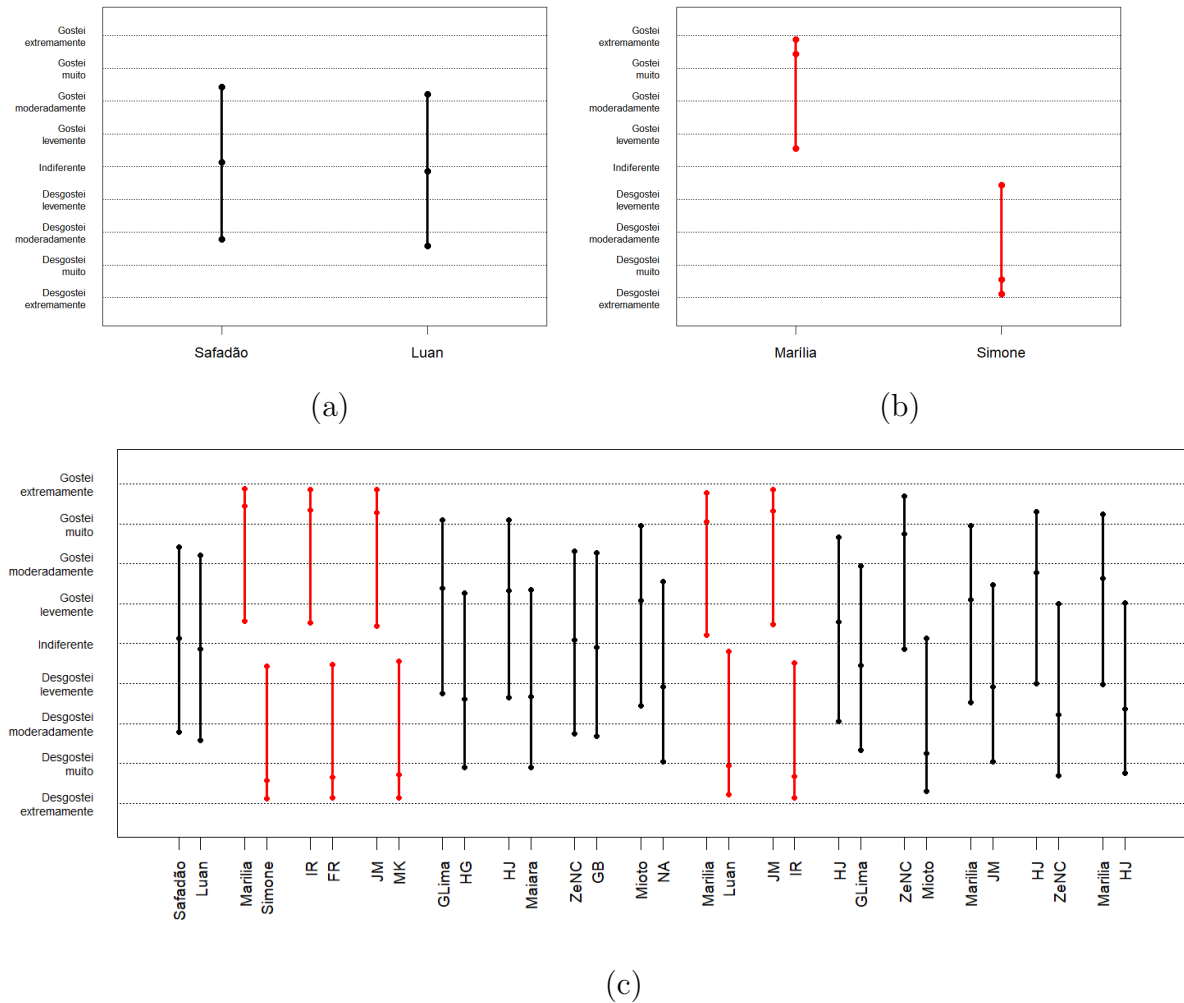 Gostei
extremamente
Gostei
muito
Gostei
moderadamente
Gostei
levemente
Indiferente
Desgostei
levemente
Desgostei
moderadamente
Desgostei
muito
Desgostei
extremamente
Safadão
Luan
(a)
Gostei
extremamente
Gostei
muito
Gostei
moderadamente
Gostei
levemente
Indiferente
Desgostei
levemente
Desgostei
moderadamente
Desgostei
muito
Desgostei
extremamente
Marília
Simone
(b)
Gostei
extremamente
Gostei
muito
Gostei
moderadamente
Gostei
levemente
Indiferente
Desgostei
levemente
Desgostei
moderadamente
Desgostei
muito
Desgostei
extremamente
Safadão
Luan
Marília
Simone
IR
FR
JM
MK
GLima
HG
HJ
Maiara
ZeNC
GB
Mioto
NA
Marília
Luan
JM
IR
HJ
GLima
ZeNC
Mioto
Marília
JM
HJ
ZeNC
Marília
HJ
(c)